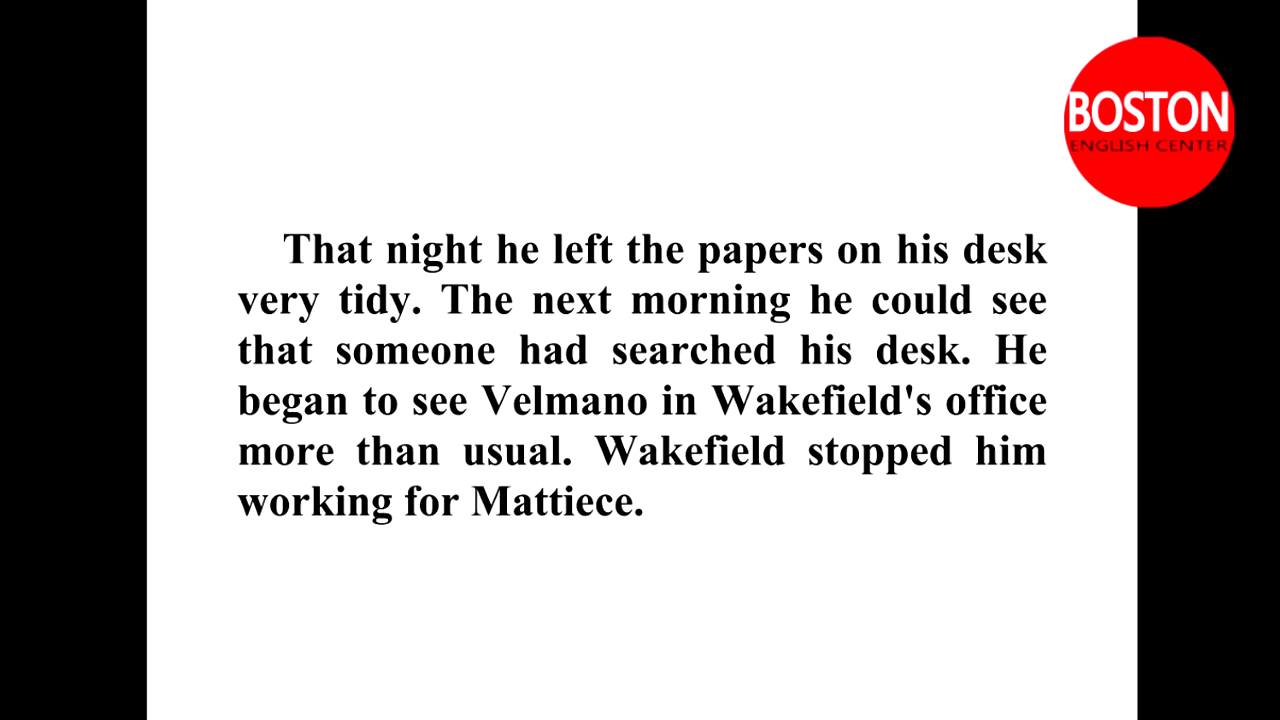 BOSTON
ENGLISH CENTER
That night he left the papers on his desk
very tidy. The next morning he could see
that someone had searched his desk. He
began to see Velmano in Wakefield's office
more than usual. Wakefield stopped him
working for Mattiece.